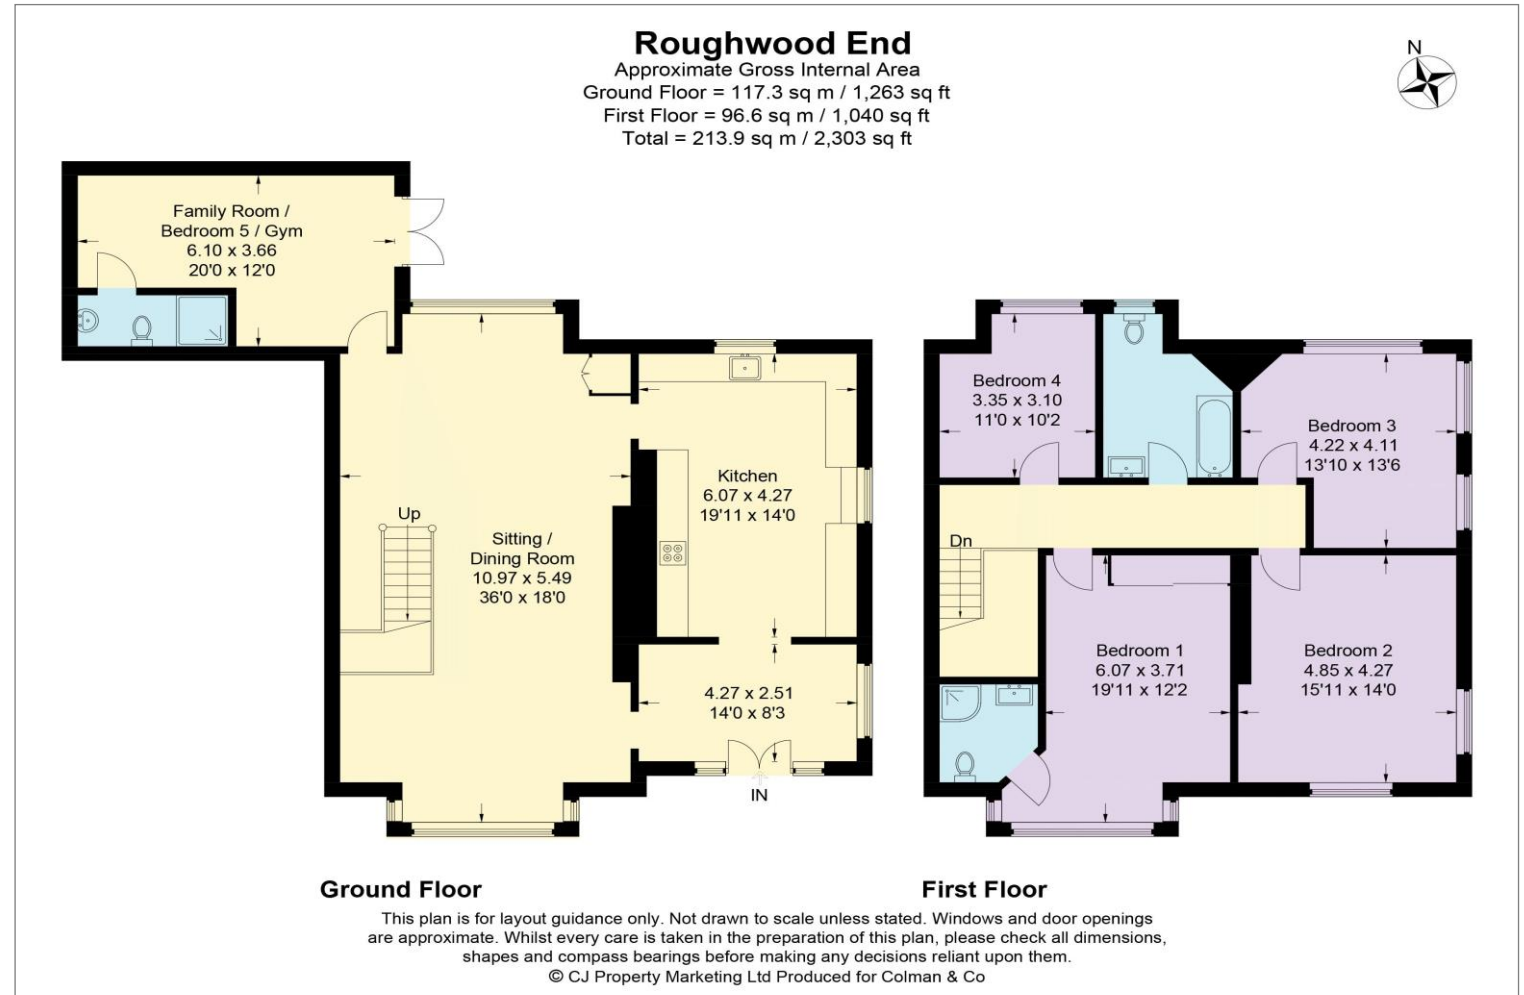 Roughwood End
Approximate Gross Internal Area
Ground Floor = 117.3 sq m / 1,263 sq ft
First Floor = 96.6 sq m / 1,040 sq ft
Total = 213.9 sq m / 2,303 sq ft
N
Family Room /
Bedroom 5 / Gym
6.10 x 3.66
20'0 x 12'0
Up
Sitting /
Dining Room
10.97 x 5.49
36'0 x 18'0
Kitchen
6.07 x 4.27
19'11 x 14'0
4.27 x 2.51
14'0 x 8'3
IN
Bedroom 4
3.35 x 3.10
11'0 x 10'2
Bedroom 3
4.22 x 4.11
13'10 x 13'6
Dn
Bedroom 1
6.07 x 3.71
19'11 x 12'2
Bedroom 2
4.85 x 4.27
15'11 x 14'0
Ground Floor
First Floor
This plan is for layout guidance only. Not drawn to scale unless stated. Windows and door openings
are approximate. Whilst every care is taken in the preparation of this plan, please check all dimensions,
shapes and compass bearings before making any decisions reliant upon them.
© CJ Property Marketing Ltd Produced for Colman & Co